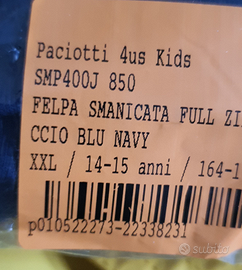 Paciotti 4us Kids
SMP400J 850
FELPA SMANICATA FULL ZI
CCIO BLU NAVY
XXL / 14-15 anni / 164-1
p010522273-22338231
subito